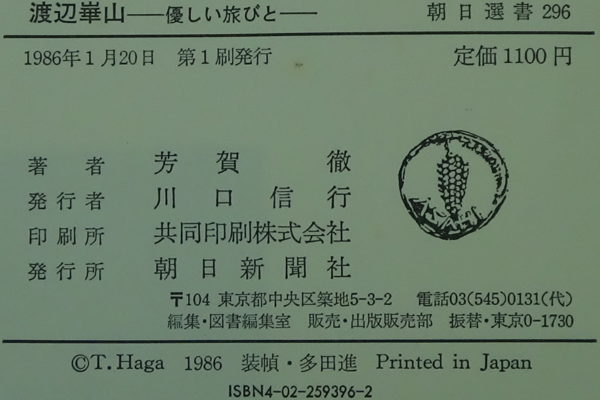 渡辺崋山――優しい旅びと―― 朝日選書 296
1986年1月20日 第1刷発行 定価1100円
著者 芳賀徹
発行者 川口信行
印刷所 共同印刷株式会社
発行所 朝日新聞社
〒104 東京都中央区築地5-3-2 電話03(545)0131(代)
編集・図書編集室 販売・出版販売部 振替・東京0-1730
©T. Haga 1986 装幀・多田進 Printed in Japan
ISBN4-02-259396-2